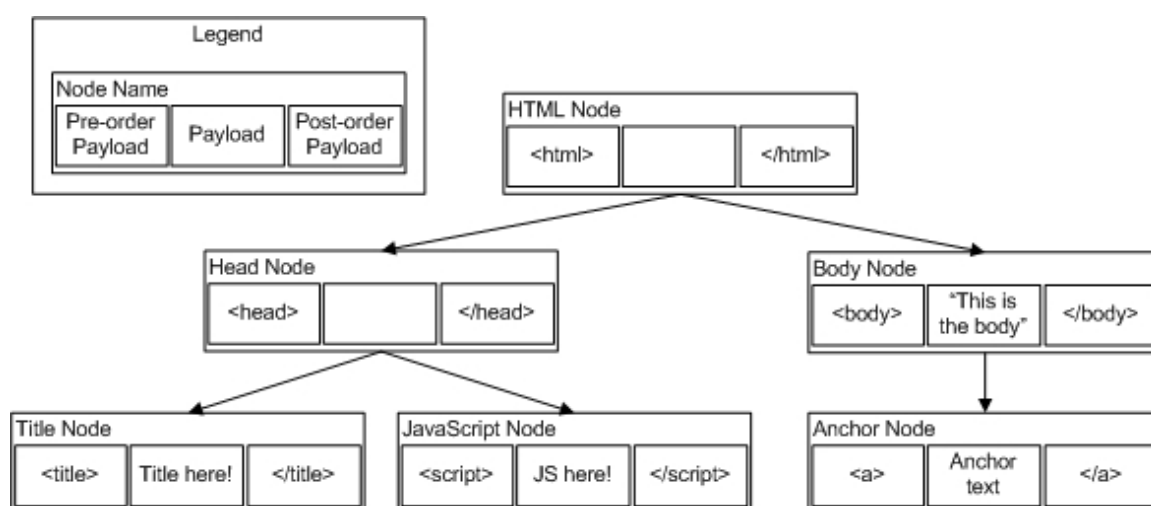 Legend
Node Name
Pre-order
Payload
Payload
Post-order
Payload
HTML Node
<html>
</html>
Head Node
<head>
</head>
Body Node
<body>
“This is
the body”
</body>
Title Node
<title>
Title here!
</title>
JavaScript Node
<script>
JS here!
</script>
Anchor Node
<a>
Anchor
text
</a>